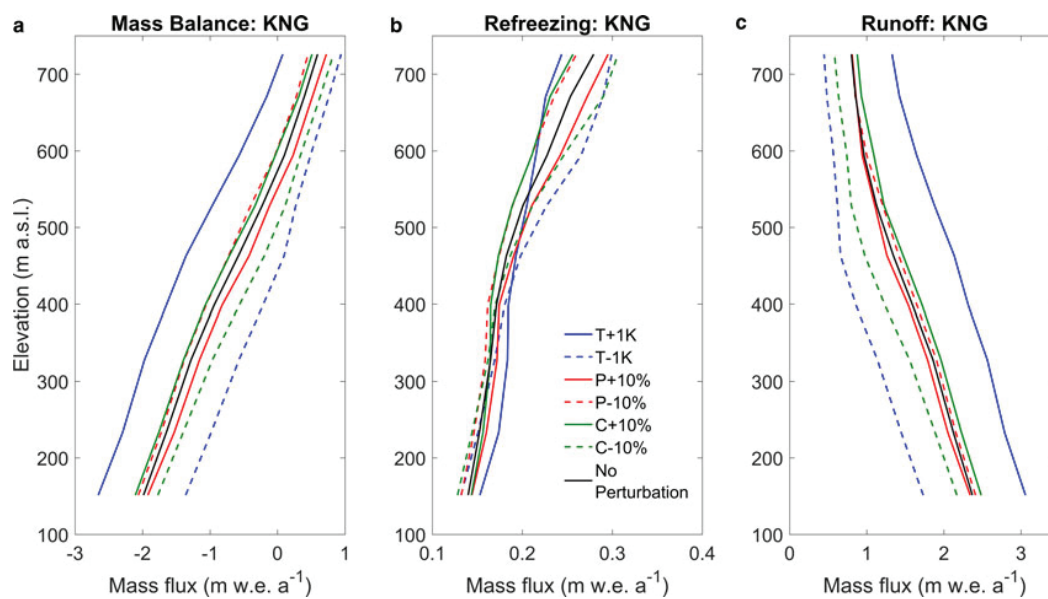 a
Mass Balance: KNG
b
Refreezing: KNG
c
Runoff: KNG
Elevation (m a.s.l.)
700
600
500
400
300
200
100
-3
-2
-1
0
1
Mass flux (m w.e. a⁻¹)
0.1
0.2
0.3
0.4
Mass flux (m w.e. a⁻¹)
T+1K
T-1K
P+10%
P-10%
C+10%
C-10%
No
Perturbation
0
1
2
3
Mass flux (m w.e. a⁻¹)